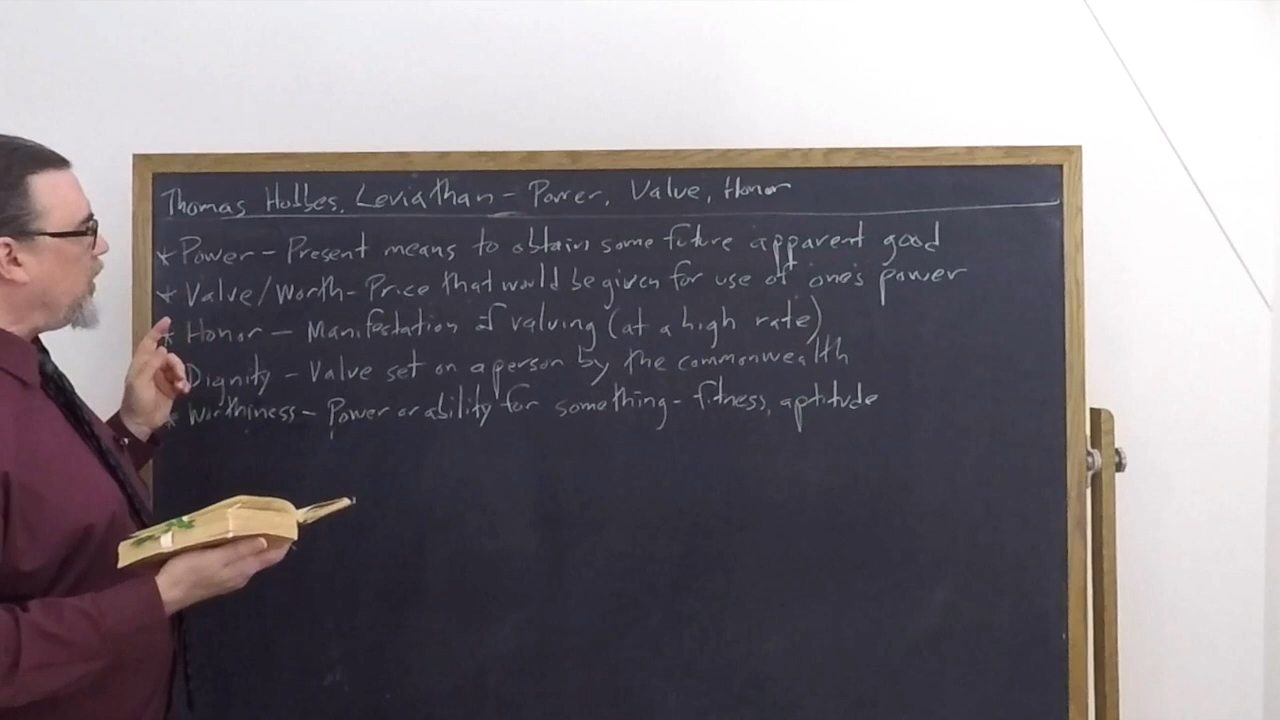 Thomas Hobbes, Leviathan - Power, Value, Honor
* Power - Present means to obtain some future apparent good
* Value/Worth - Price that would be given for use of one's power
* Honor - Manifestation of valuing (at a high rate)
Dignity - Value set on a person by the commonwealth
* Worthiness - Power or ability for something - fitness, aptitude